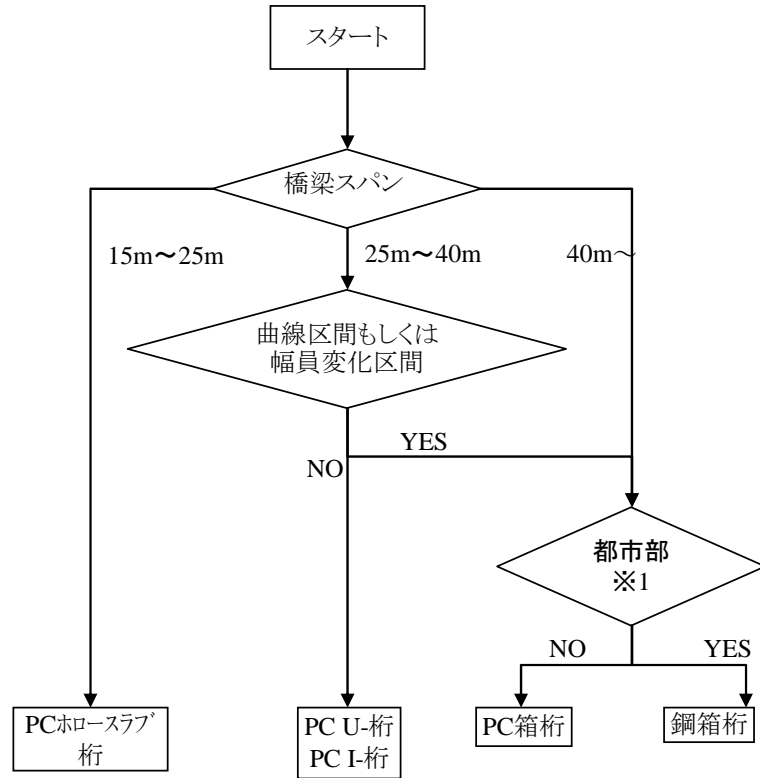 スタート
橋梁スパン
15m～25m
25m～40m
40m～
曲線区間もしくは
幅員変化区間
YES
NO
都市部
※1
NO
YES
PCホロースラブ
桁
PC U-桁
PC I-桁
PC箱桁
鋼箱桁